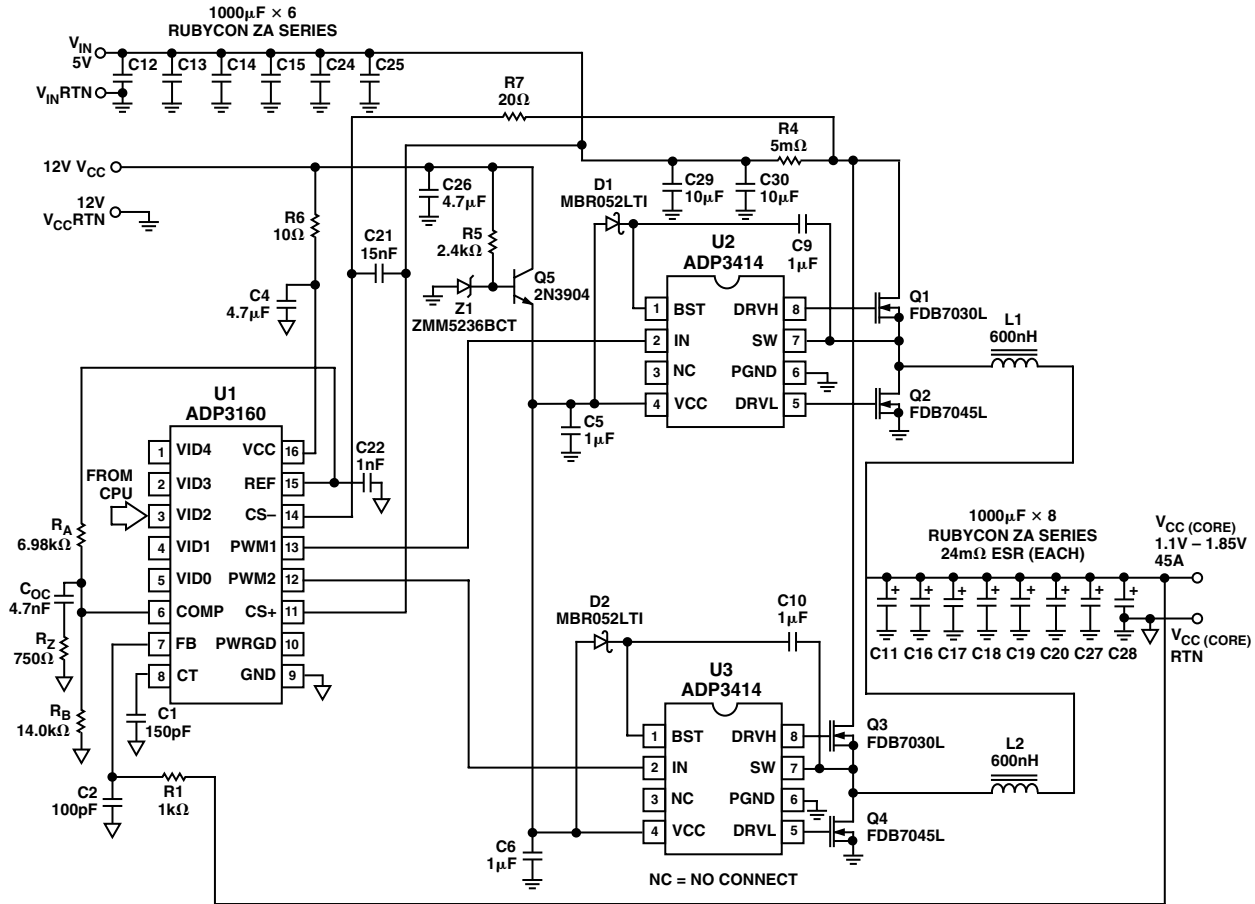 1000μF × 6
RUBYCON ZA SERIES
VIN
5V
C12
C13
C14
C15
C24
C25
VINRTN
R7
20Ω
R4
5mΩ
12V VCC
12V
VCCRTN
C26
4.7μF
C29
10μF
C30
10μF
D1
MBR052LTI
R6
10Ω
C21
15nF
R5
2.4kΩ
C9
1μF
U2
ADP3414
Q5
2N3904
C4
4.7μF
Z1
ZMM5236BCT
1 BST DRVH 8
2 IN SW 7
3 NC PGND 6
4 VCC DRVL 5
Q1
FDB7030L
L1
600nH
Q2
FDB7045L
C5
1μF
U1
ADP3160
1 VID4 VCC 16
2 VID3 REF 15
3 VID2 CS– 14
4 VID1 PWM1 13
5 VID0 PWM2 12
6 COMP CS+ 11
7 FB PWRGD 10
8 CT GND 9
C22
1nF
FROM
CPU
RA
6.98kΩ
COC
4.7nF
RZ
750Ω
RB
14.0kΩ
C1
150pF
C2
100pF
R1
1kΩ
1000μF × 8
RUBYCON ZA SERIES
24mΩ ESR (EACH)
VCC (CORE)
1.1V – 1.85V
45A
+ + + + + + + +
C11 C16 C17 C18 C19 C20 C27 C28
VCC (CORE)
RTN
D2
MBR052LTI
C10
1μF
U3
ADP3414
1 BST DRVH 8
2 IN SW 7
3 NC PGND 6
4 VCC DRVL 5
Q3
FDB7030L
L2
600nH
Q4
FDB7045L
C6
1μF
NC = NO CONNECT